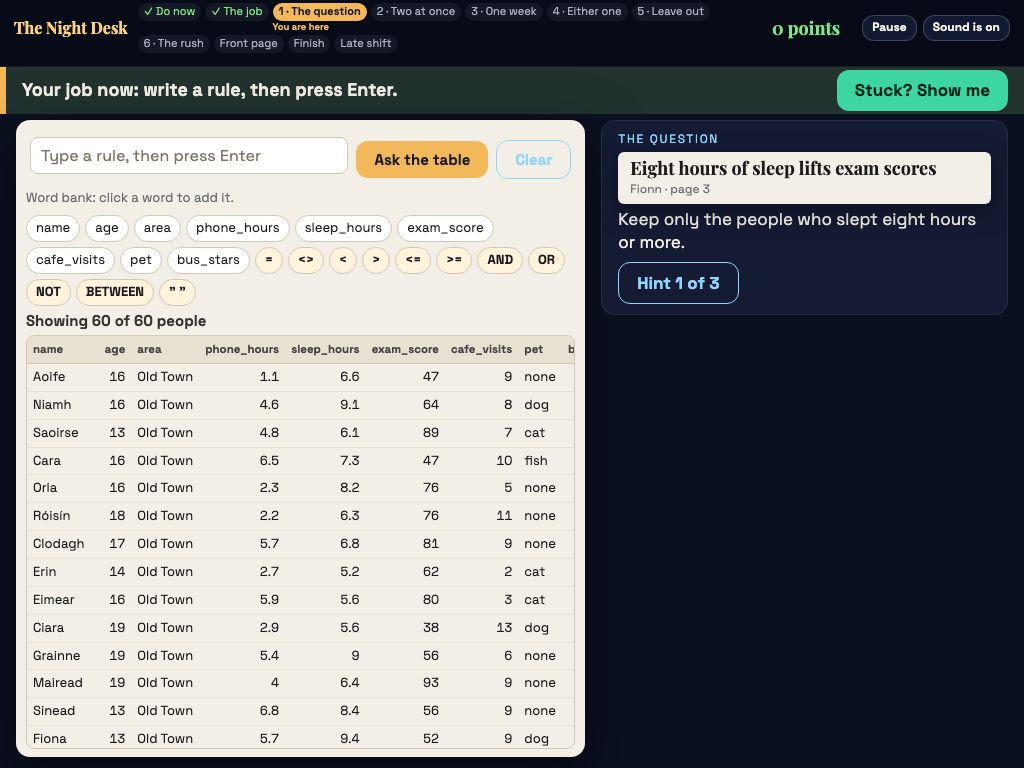 The Night Desk
✓ Do now ✓ The job 1 · The question 2 · Two at once 3 · One week 4 · Either one 5 · Leave out
You are here
6 · The rush Front page Finish Late shift
0 points
Pause Sound is on
Your job now: write a rule, then press Enter.
Stuck? Show me
Type a rule, then press Enter
Ask the table
Clear
Word bank: click a word to add it.
name age area phone_hours sleep_hours exam_score
cafe_visits pet bus_stars = <> < > <= >= AND OR
NOT BETWEEN " "
Showing 60 of 60 people
name age area phone_hours sleep_hours exam_score cafe_visits pet b
Aoife 16 Old Town 1.1 6.6 47 9 none
Niamh 16 Old Town 4.6 9.1 64 8 dog
Saoirse 13 Old Town 4.8 6.1 89 7 cat
Cara 16 Old Town 6.5 7.3 47 10 fish
Orla 16 Old Town 2.3 8.2 76 5 none
Róisín 18 Old Town 2.2 6.3 76 11 none
Clodagh 17 Old Town 5.7 6.8 81 9 none
Erin 14 Old Town 2.7 5.2 62 2 cat
Eimear 16 Old Town 5.9 5.6 80 3 cat
Ciara 19 Old Town 2.9 5.6 38 13 dog
Grainne 19 Old Town 5.4 9 56 6 none
Mairead 19 Old Town 4 6.4 93 9 none
Sinead 13 Old Town 6.8 8.4 56 9 none
Fiona 13 Old Town 5.7 9.4 52 9 dog
THE QUESTION
Eight hours of sleep lifts exam scores
Fionn · page 3
Keep only the people who slept eight hours
or more.
Hint 1 of 3